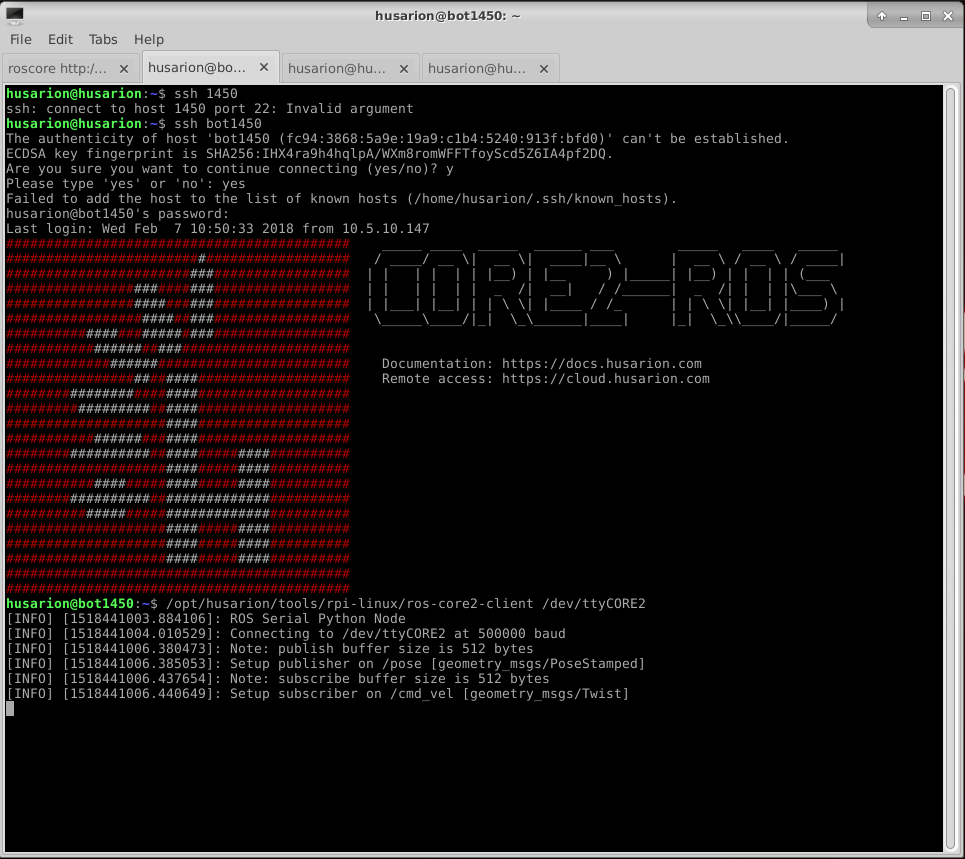 husarion@bot1450: ~
File Edit Tabs Help
roscore http:/... husarion@bo... husarion@hu... husarion@hu...
husarion@husarion:~$ ssh 1450
ssh: connect to host 1450 port 22: Invalid argument
husarion@husarion:~$ ssh bot1450
The authenticity of host 'bot1450 (fc94:3868:5a9e:19a9:c1b4:5240:913f:bfd0)' can't be established.
ECDSA key fingerprint is SHA256:IHX4ra9h4hqlpA/WXm8romWFFTfoyScd5Z6IA4pf2DQ.
Are you sure you want to continue connecting (yes/no)? y
Please type 'yes' or 'no': yes
Failed to add the host to the list of known hosts (/home/husarion/.ssh/known_hosts).
husarion@bot1450's password:
Last login: Wed Feb  7 10:50:33 2018 from 10.5.10.147
CORE2-ROS
Documentation: https://docs.husarion.com
Remote access: https://cloud.husarion.com
husarion@bot1450:~$ /opt/husarion/tools/rpi-linux/ros-core2-client /dev/ttyCORE2
[INFO] [1518441003.884106]: ROS Serial Python Node
[INFO] [1518441004.010529]: Connecting to /dev/ttyCORE2 at 500000 baud
[INFO] [1518441006.380473]: Note: publish buffer size is 512 bytes
[INFO] [1518441006.385053]: Setup publisher on /pose [geometry_msgs/PoseStamped]
[INFO] [1518441006.437654]: Note: subscribe buffer size is 512 bytes
[INFO] [1518441006.440649]: Setup subscriber on /cmd_vel [geometry_msgs/Twist]